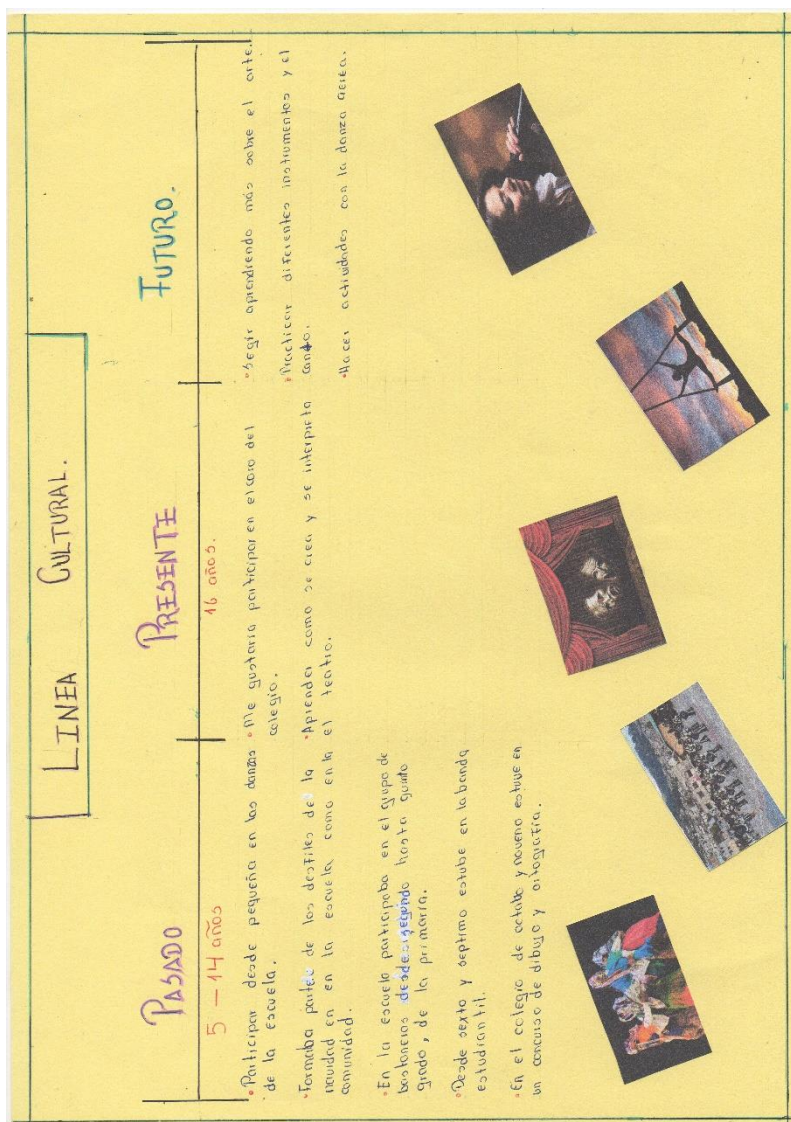 LINEA CULTURAL.
PASADO
5 – 14 años
• Participar desde pequeña en las danzas
de la escuela.
• Formaba parte de los desfiles de la
navidad en en la escuela como en la
comunidad.
• En la escuela participaba en el grupo de
bastoneras desde segundo hasta quinto
grado, de la primaria.
• Desde sexto y septimo estube en la banda
estudiantil.
• En el colegio de octabo y noveno estuve en
un concurso de dibujo y ortografía.
PRESENTE
16 años.
• Me gustaria participar en el coro del
colegio.
• Aprender como se crea y se interpreta
el teatro.
FUTURO.
• Segir aprendiendo más sobre el arte.
• Practicar diferentes instrumentos y el
canto.
• Hacer actividades con la danza aerea.